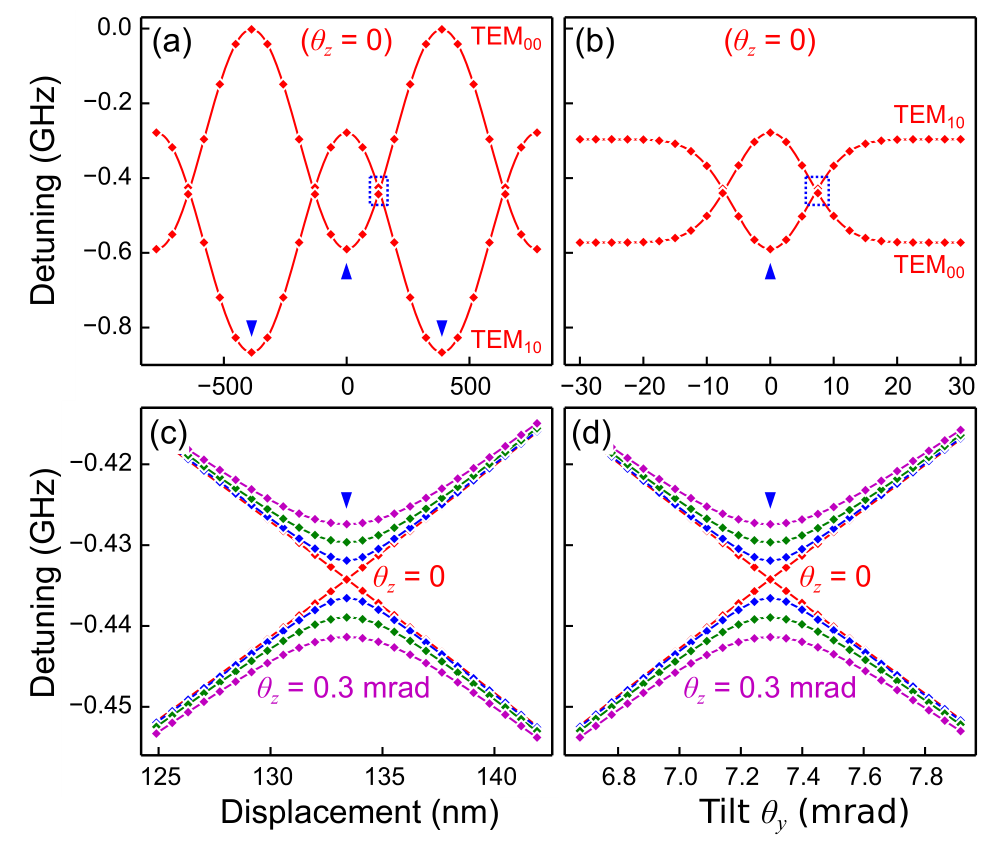 (a) (θz = 0) TEM00
TEM10
0.0
−0.2
−0.4
−0.6
−0.8
Detuning (GHz)
−500 0 500
(b) (θz = 0)
TEM10
TEM00
−30 −20 −10 0 10 20 30
(c)
θz = 0
θz = 0.3 mrad
−0.42
−0.43
−0.44
−0.45
Detuning (GHz)
125 130 135 140
Displacement (nm)
(d)
θz = 0
θz = 0.3 mrad
6.8 7.0 7.2 7.4 7.6 7.8
Tilt θy (mrad)